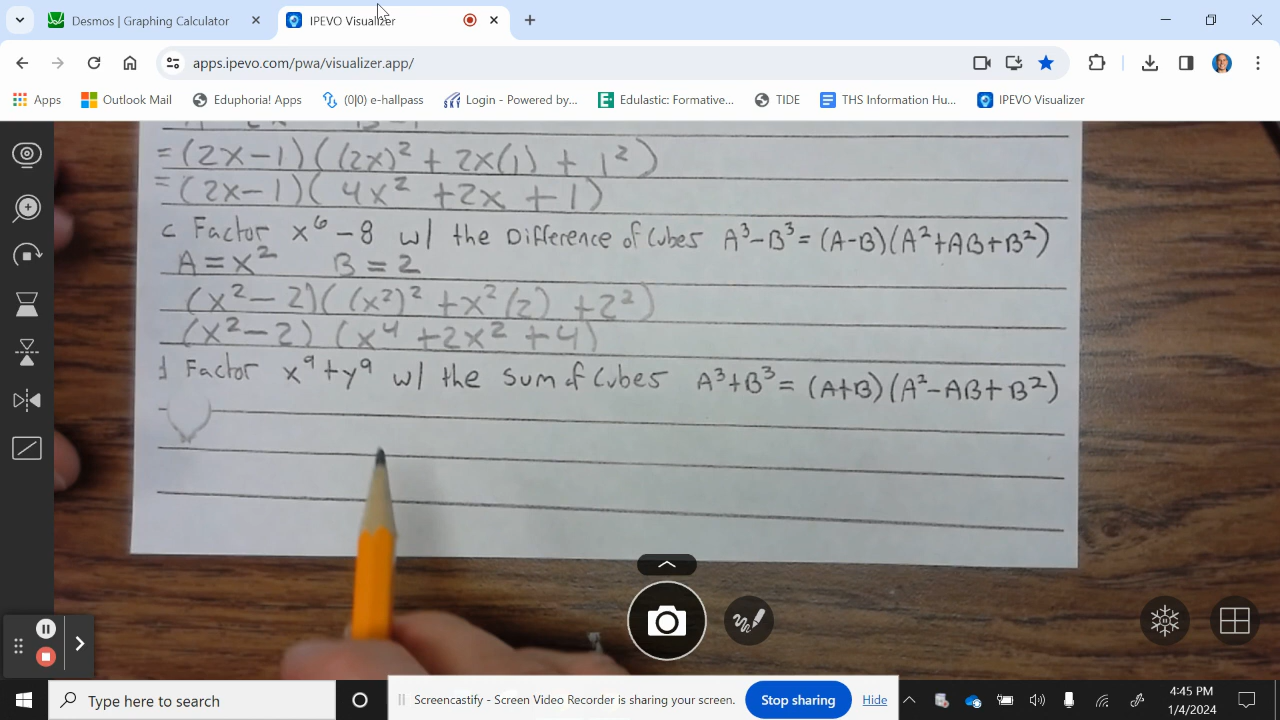 Desmos | Graphing Calculator
IPEVO Visualizer
apps.ipevo.com/pwa/visualizer.app/
Apps
Outlook Mail
Eduphoria! Apps
(0|0) e-hallpass
Login - Powered by...
Edulastic: Formative...
TIDE
THS Information Hu...
IPEVO Visualizer
= (2x-1)((2x)² + 2x(1) + 1²)
= (2x-1)(4x² +2x +1)
c Factor x⁶-8 w/ the Difference of Cubes A³-B³=(A-B)(A²+AB+B²)
A=x² B=2
(x²-2)((x²)² +x²(2) +2²)
(x²-2)(x⁴+2x²+4)
d Factor x⁹+y⁹ w/ the Sum of Cubes A³+B³=(A+B)(A²-AB+B²)
Type here to search
Screencastify - Screen Video Recorder is sharing your screen.
Stop sharing
Hide
4:45 PM
1/4/2024